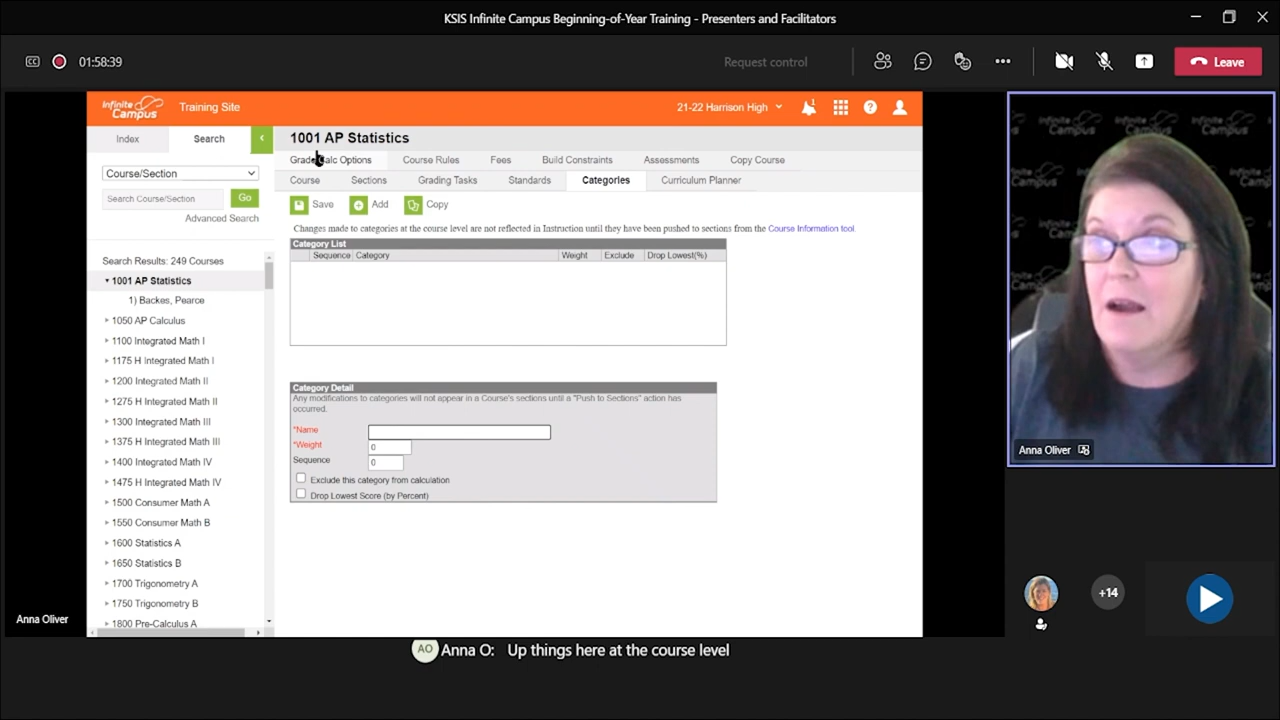 KSIS Infinite Campus Beginning-of-Year Training - Presenters and Facilitators
CC 01:58:39 Request control Leave
Infinite Campus Training Site 21-22 Harrison High
Index Search
1001 AP Statistics
Grade Calc Options Course Rules Fees Build Constraints Assessments Copy Course
Course/Section
Course Sections Grading Tasks Standards Categories Curriculum Planner
Search Course/Section Go
Save Add Copy
Advanced Search
Changes made to categories at the course level are not reflected in Instruction until they have been pushed to sections from the Course Information tool.
Category List
Sequence Category Weight Exclude Drop Lowest(%)
Search Results: 249 Courses
1001 AP Statistics
1) Backes, Pearce
1050 AP Calculus
1100 Integrated Math I
1175 H Integrated Math I
1200 Integrated Math II
1275 H Integrated Math II
1300 Integrated Math III
1375 H Integrated Math III
1400 Integrated Math IV
1475 H Integrated Math IV
1500 Consumer Math A
1550 Consumer Math B
1600 Statistics A
1650 Statistics B
1700 Trigonometry A
1750 Trigonometry B
1800 Pre-Calculus A
Category Detail
Any modifications to categories will not appear in a Course's sections until a "Push to Sections" action has
occurred.
*Name
*Weight 0
Sequence 0
Exclude this category from calculation
Drop Lowest Score (by Percent)
Anna Oliver
+14
Anna Oliver
AO Anna O: Up things here at the course level